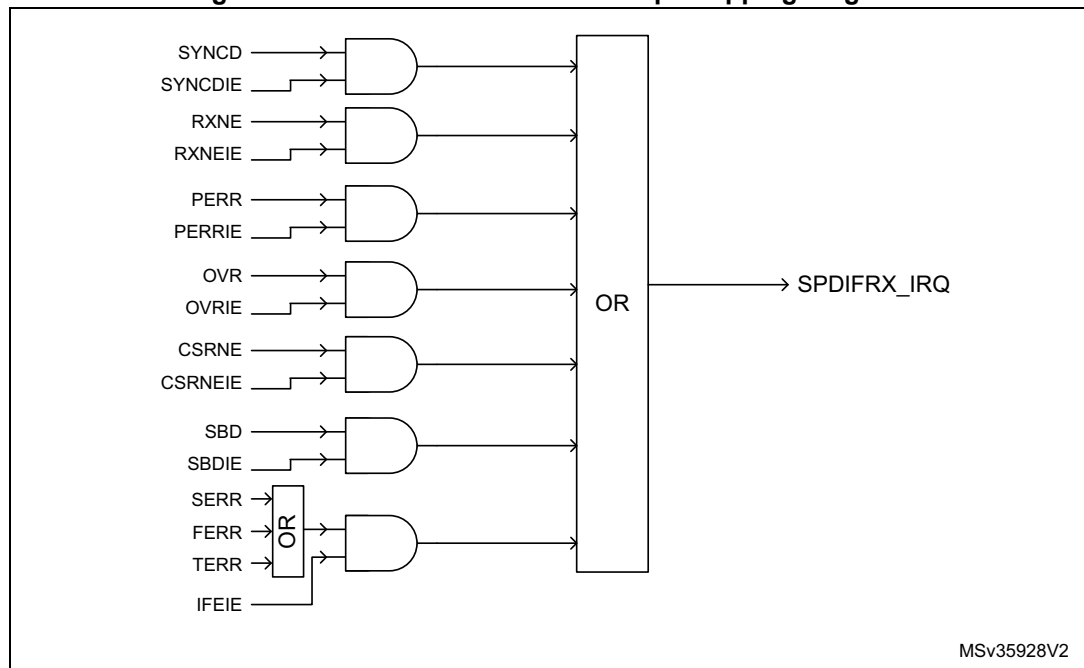 SYNCD
SYNCDIE
RXNE
RXNEIE
PERR
PERRIE
OVR
OVRIE
OR
SPDIFRX_IRQ
CSRNE
CSRNEIE
SBD
SBDIE
SERR
FERR
OR
TERR
IFEIE
MSv35928V2